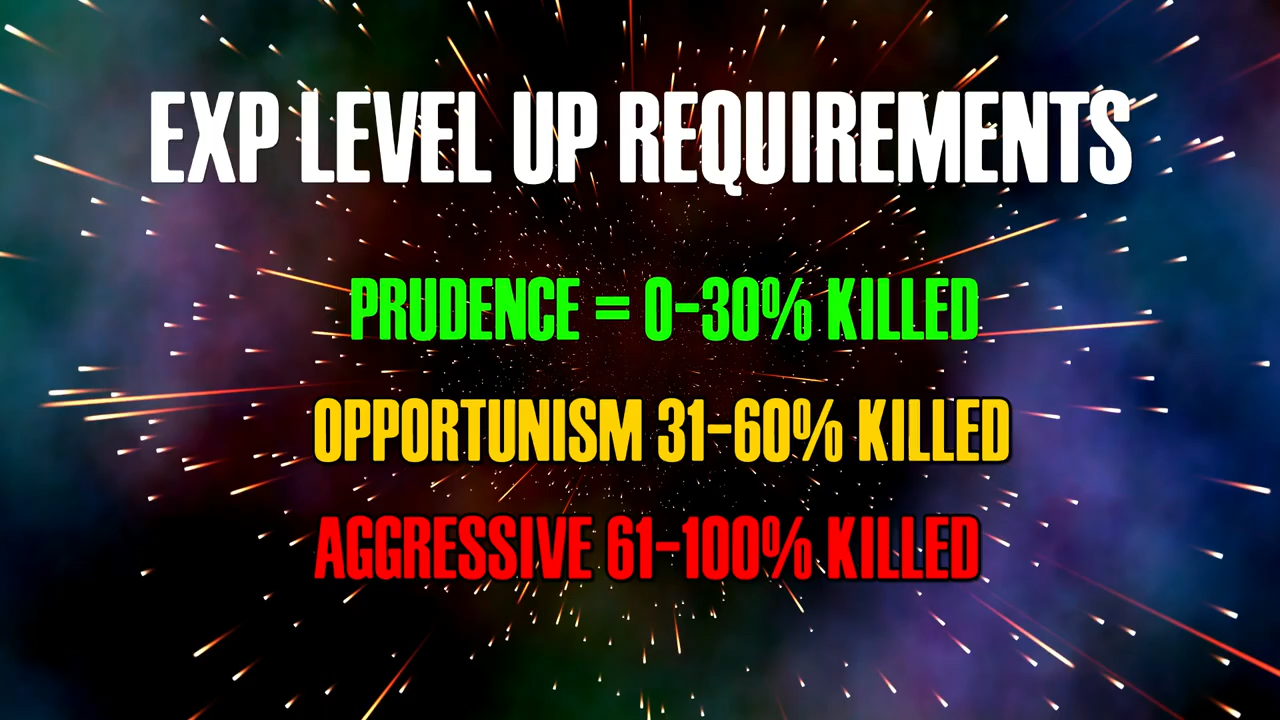 EXP LEVEL UP REQUIREMENTS
PRUDENCE = 0-30% KILLED
OPPORTUNISM 31-60% KILLED
AGGRESSIVE 61-100% KILLED